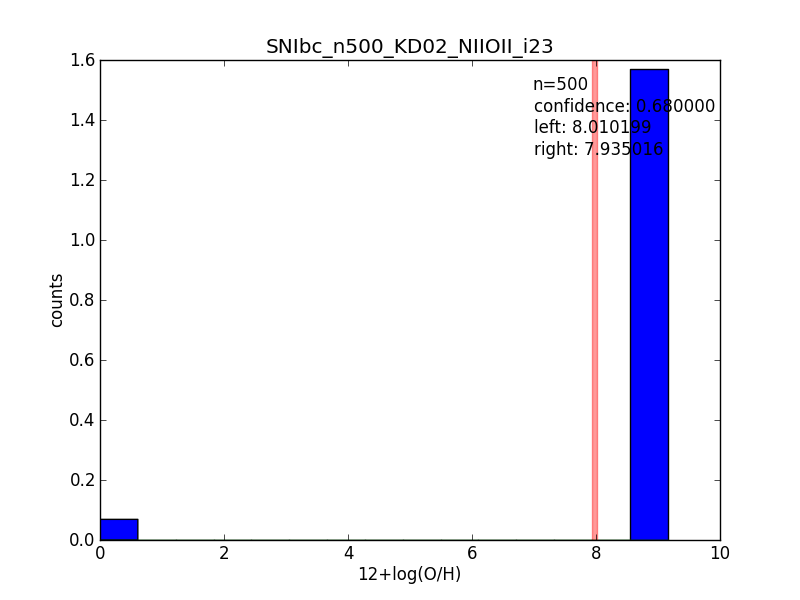 SNIbc_n500_KD02_NIIOII_i23
1.6
1.4
1.2
1.0
0.8
0.6
0.4
0.2
0.0
counts
n=500
confidence: 0.680000
left: 8.010199
right: 7.935016
0 2 4 6 8 10
12+log(O/H)